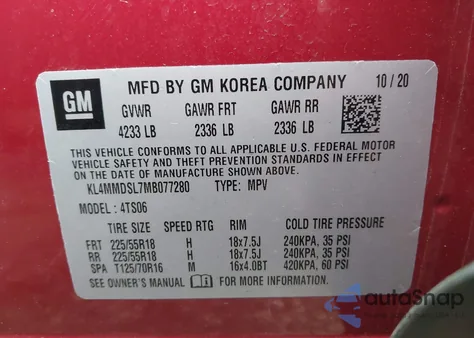 GM
MFD BY GM KOREA COMPANY 10/20
GVWR GAWR FRT GAWR RR
4233 LB 2336 LB 2336 LB
THIS VEHICLE CONFORMS TO ALL APPLICABLE U.S. FEDERAL MOTOR
VEHICLE SAFETY AND THEFT PREVENTION STANDARDS IN EFFECT
ON THE DATE OF MANUFACTURE SHOWN ABOVE.
KL4MMDSL7MB077280 TYPE: MPV
MODEL: 4TS06
TIRE SIZE SPEED RTG RIM COLD TIRE PRESSURE
FRT 225/55R18 H 18x7.5J 240KPA, 35 PSI
RR 225/55R18 H 18x7.5J 240KPA, 35 PSI
SPA T125/70R16 M 16x4.0BT 420KPA, 60 PSI
SEE OWNER'S MANUAL FOR MORE INFORMATION.
autoSnap